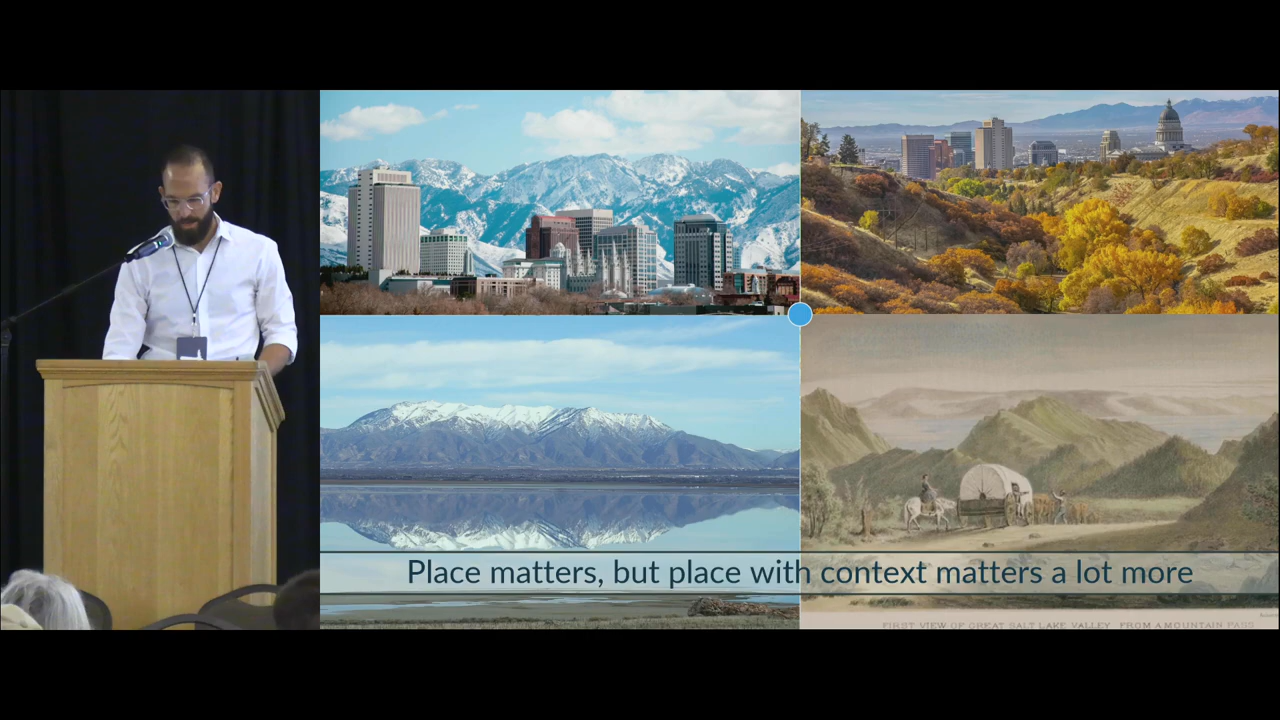 Place matters, but place with context matters a lot more
FIRST VIEW OF GREAT SALT LAKE VALLEY. FROM A MOUNTAIN PASS